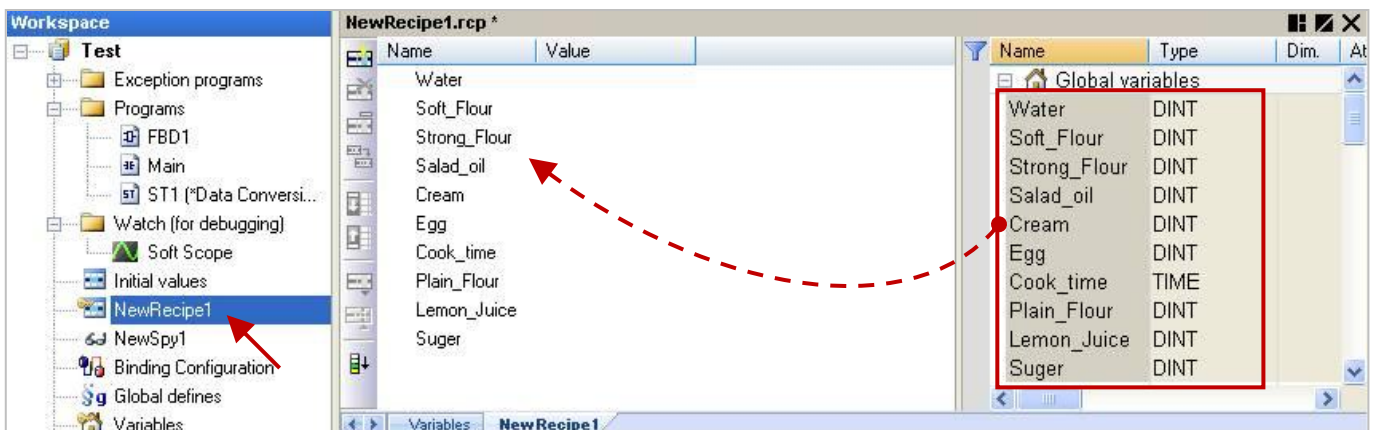 Workspace
Test
Exception programs
Programs
FBD1
Main
ST1 (*Data Conversi...
Watch (for debugging)
Soft Scope
Initial values
NewRecipe1
NewSpy1
Binding Configuration
Global defines
Variables
NewRecipe1.rcp *
Name Value
Water
Soft_Flour
Strong_Flour
Salad_oil
Cream
Egg
Cook_time
Plain_Flour
Lemon_Juice
Suger
Name Type Dim. At
Global variables
Water DINT
Soft_Flour DINT
Strong_Flour DINT
Salad_oil DINT
Cream DINT
Egg DINT
Cook_time TIME
Plain_Flour DINT
Lemon_Juice DINT
Suger DINT
Variables NewRecipe1